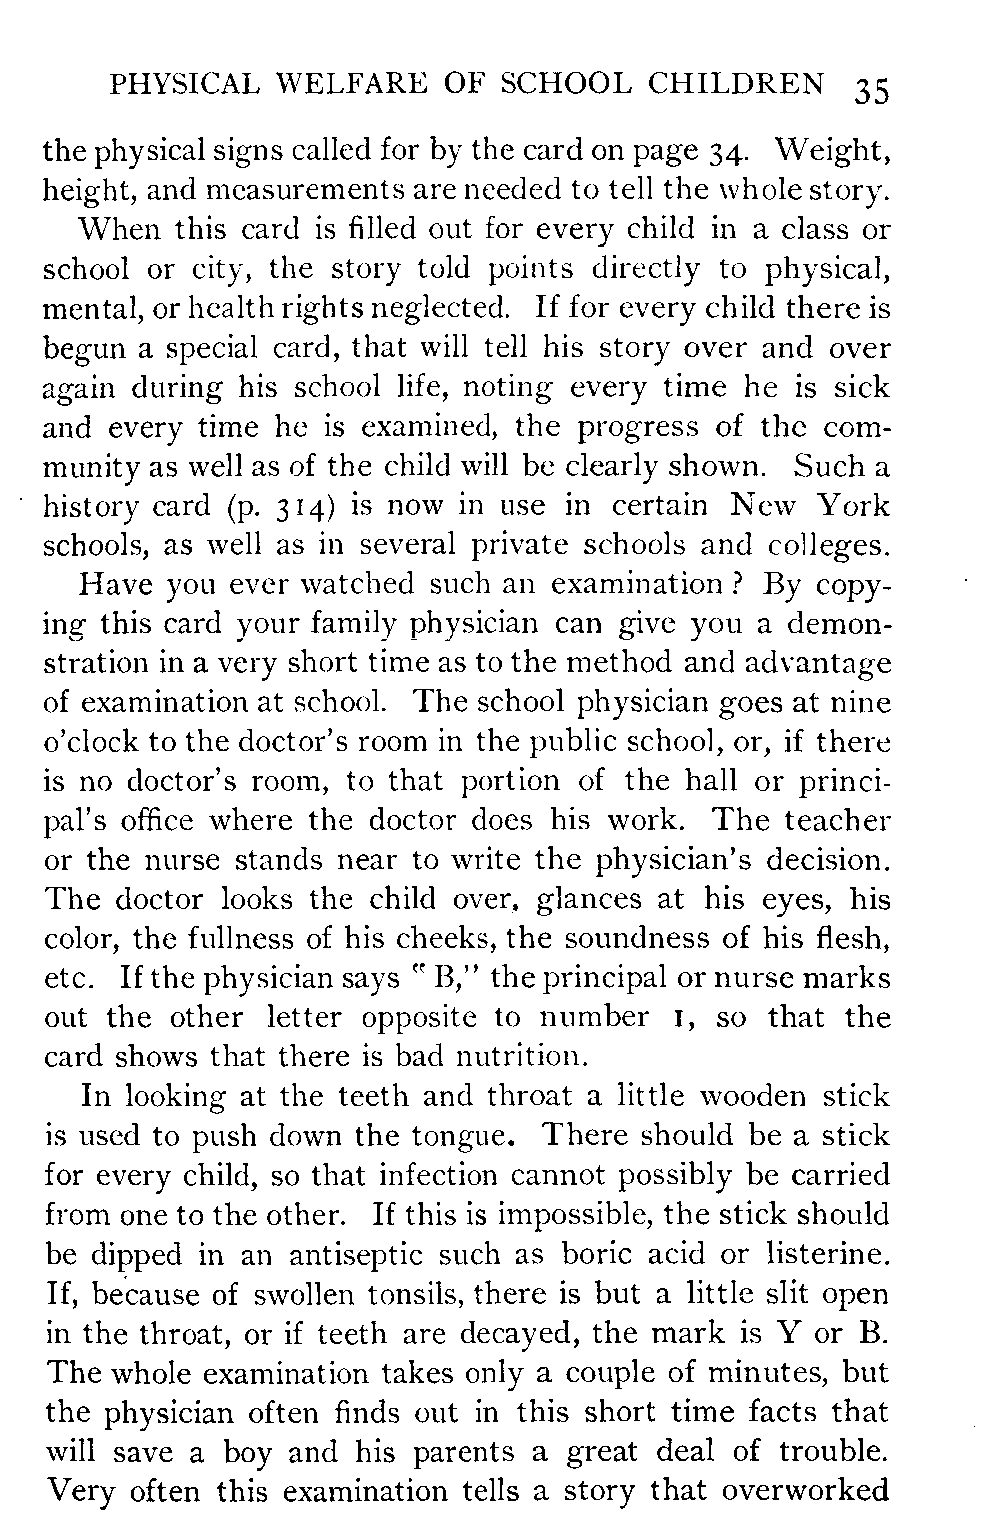 PHYSICAL WELFARE OF SCHOOL CHILDREN 35
the physical signs called for by the card on page 34. Weight,
height, and measurements are needed to tell the whole story.
When this card is filled out for every child in a class or
school or city, the story told points directly to physical,
mental, or health rights neglected. If for every child there is
begun a special card, that will tell his story over and over
again during his school life, noting every time he is sick
and every time he is examined, the progress of the com-
munity as well as of the child will be clearly shown. Such a
history card (p. 314) is now in use in certain New York
schools, as well as in several private schools and colleges.
Have you ever watched such an examination? By copy-
ing this card your family physician can give you a demon-
stration in a very short time as to the method and advantage
of examination at school. The school physician goes at nine
o'clock to the doctor's room in the public school, or, if there
is no doctor's room, to that portion of the hall or princi-
pal's office where the doctor does his work. The teacher
or the nurse stands near to write the physician's decision.
The doctor looks the child over, glances at his eyes, his
color, the fullness of his cheeks, the soundness of his flesh,
etc. If the physician says "B," the principal or nurse marks
out the other letter opposite to number 1, so that the
card shows that there is bad nutrition.
In looking at the teeth and throat a little wooden stick
is used to push down the tongue. There should be a stick
for every child, so that infection cannot possibly be carried
from one to the other. If this is impossible, the stick should
be dipped in an antiseptic such as boric acid or listerine.
If, because of swollen tonsils, there is but a little slit open
in the throat, or if teeth are decayed, the mark is Y or B.
The whole examination takes only a couple of minutes, but
the physician often finds out in this short time facts that
will save a boy and his parents a great deal of trouble.
Very often this examination tells a story that overworked